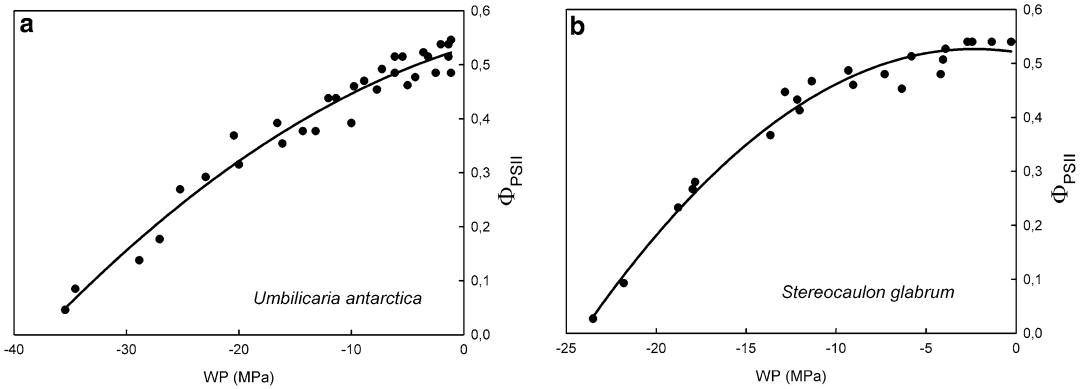 a
0,6
0,5
0,4
0,3
0,2
0,1
0,0
ΦPSII
Umbilicaria antarctica
-40 -30 -20 -10 0
WP (MPa)
b
0,6
0,5
0,4
0,3
0,2
0,1
0,0
ΦPSII
Stereocaulon glabrum
-25 -20 -15 -10 -5 0
WP (MPa)